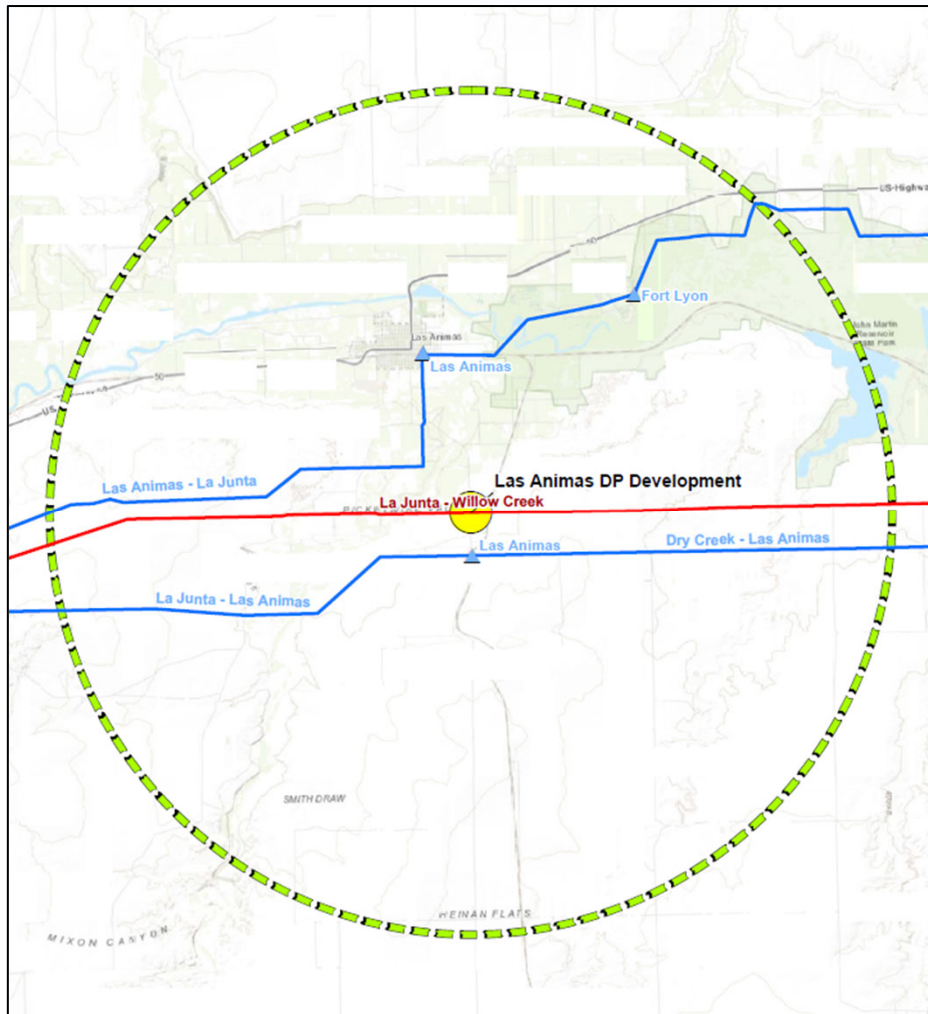 US Highw
50
Fort Lyon
John Martin
Reservoir
State Park
Las Animas
50
Las Animas
US
Las Animas DP Development
Las Animas - La Junta
La Junta - Willow Creek
Las Animas
Dry Creek - Las Animas
La Junta - Las Animas
SMITH DRAW
HEINAN FLATS
MIXON CANYON